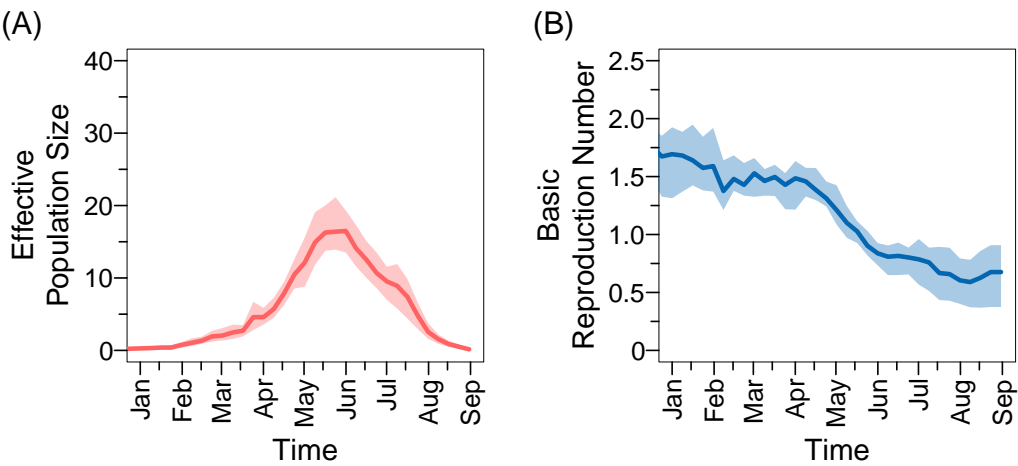 (A)
Effective
Population Size
40
30
20
10
0
Jan Feb Mar Apr May Jun Jul Aug Sep
Time
(B)
Basic
Reproduction Number
2.5
2.0
1.5
1.0
0.5
0
Jan Feb Mar Apr May Jun Jul Aug Sep
Time